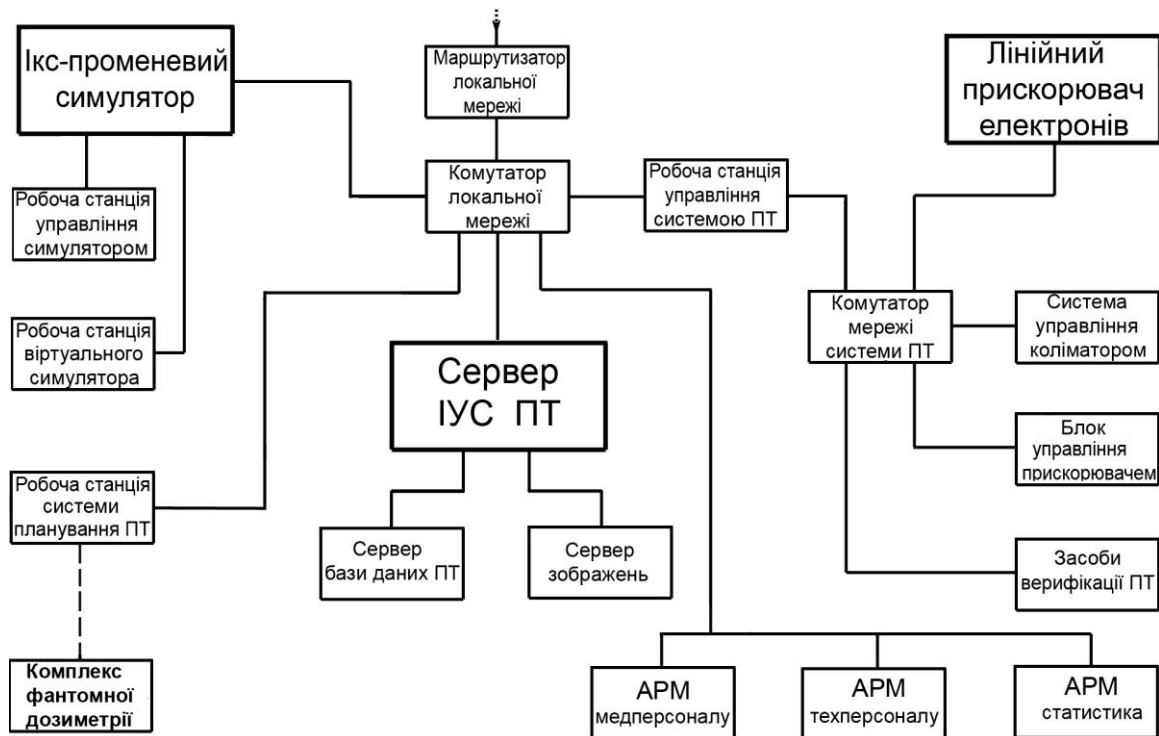 Ікс-променевий
симулятор
Маршрутизатор
локальної
мережі
Лінійний
прискорювач
електронів
Робоча станція
управління
симулятором
Комутатор
локальної
мережі
Робоча станція
управління
системою ПТ
Робоча станція
віртуального
симулятора
Комутатор
мережі
системи ПТ
Система
управління
коліматором
Сервер
ІУС ПТ
Блок
управління
прискорювачем
Робоча станція
системи
планування ПТ
Сервер
бази даних ПТ
Сервер
зображень
Засоби
верифікації ПТ
Комплекс
фантомної
дозиметрії
АРМ
медперсоналу
АРМ
техперсоналу
АРМ
статистика